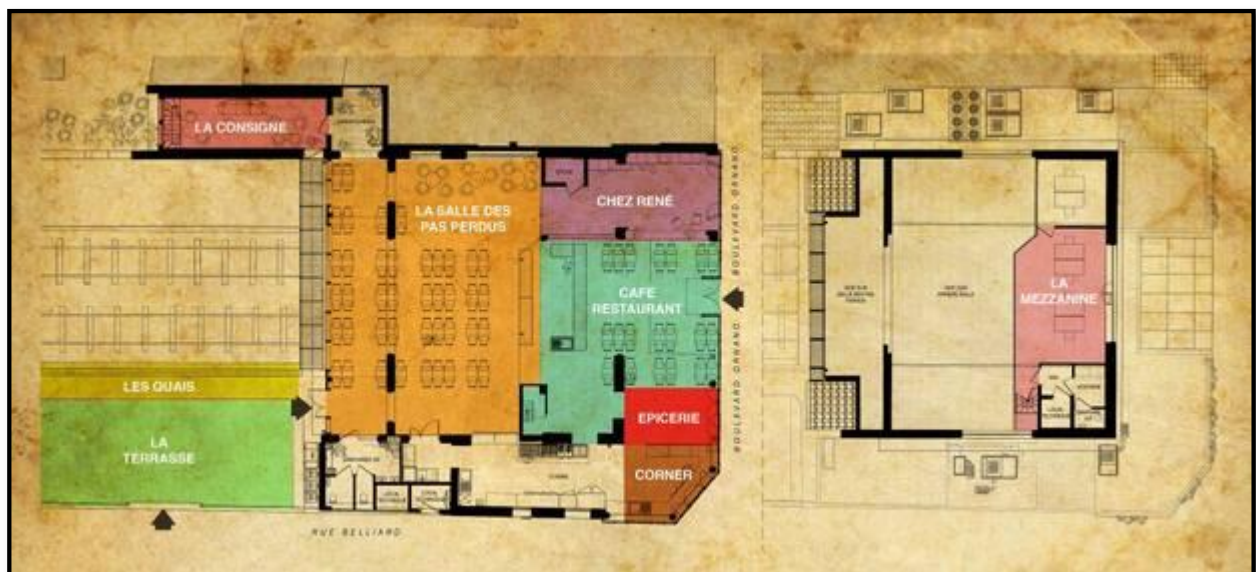 LA CONSIGNE
LA SALLE DES
PAS PERDUS
CHEZ RENÉ
CAFE
RESTAURANT
BOULEVARD ORNANO
BOULEVARD ORNANO
LES QUAIS
LA
TERRASSE
EPICERIE
CORNER
RUE BELLIARD
LA
MEZZANINE